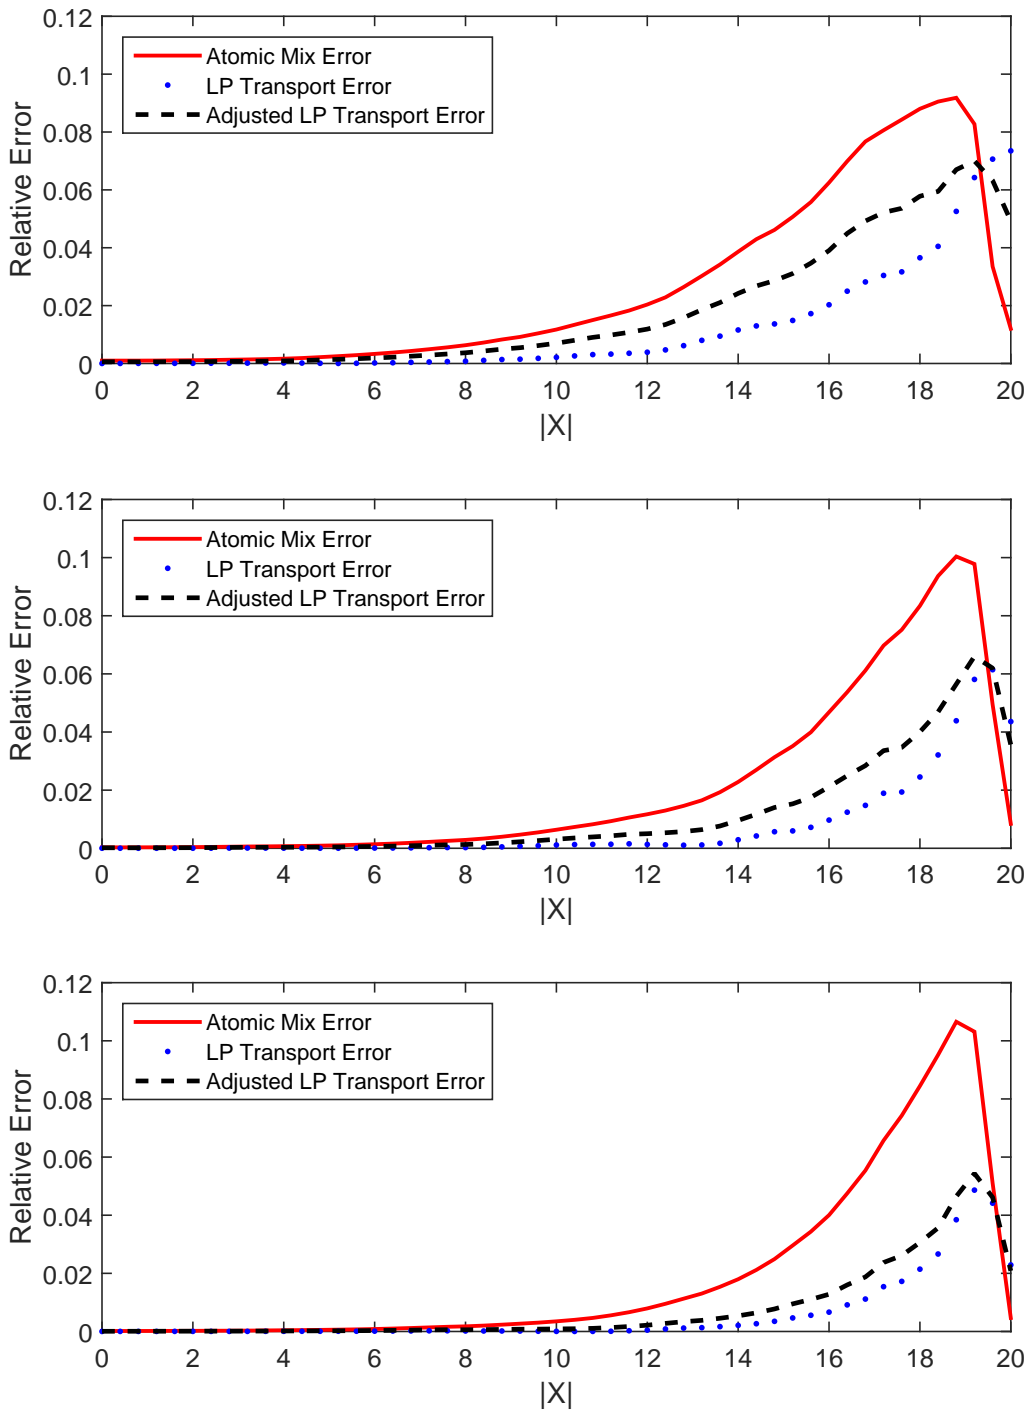 0.12
0.1
0.08
0.06
0.04
0.02
0
Relative Error
Atomic Mix Error
LP Transport Error
Adjusted LP Transport Error
0 2 4 6 8 10 12 14 16 18 20
|X|
0.12
0.1
0.08
0.06
0.04
0.02
0
Relative Error
Atomic Mix Error
LP Transport Error
Adjusted LP Transport Error
0 2 4 6 8 10 12 14 16 18 20
|X|
0.12
0.1
0.08
0.06
0.04
0.02
0
Relative Error
Atomic Mix Error
LP Transport Error
Adjusted LP Transport Error
0 2 4 6 8 10 12 14 16 18 20
|X|